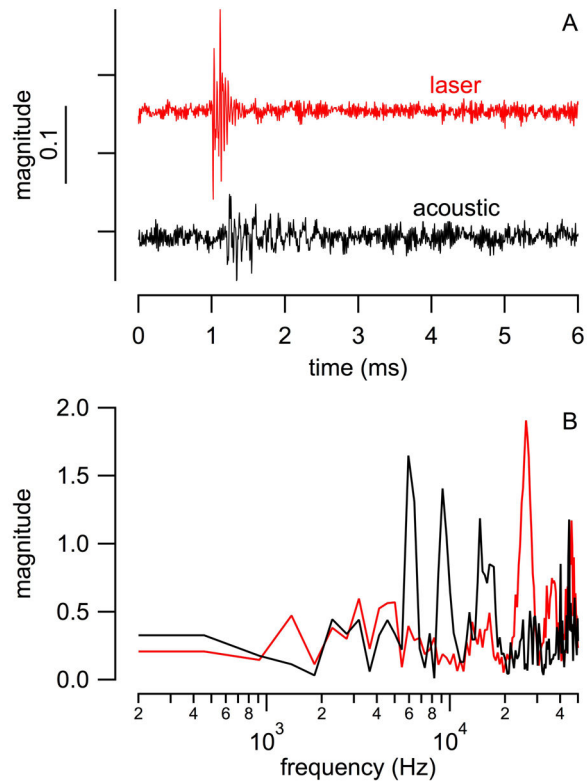 A
laser
magnitude
0.1
acoustic
0 1 2 3 4 5 6
time (ms)
B
2.0
1.5
magnitude
1.0
0.5
0.0
2 4 6 8 10³ 2 4 6 8 10⁴ 2 4
frequency (Hz)